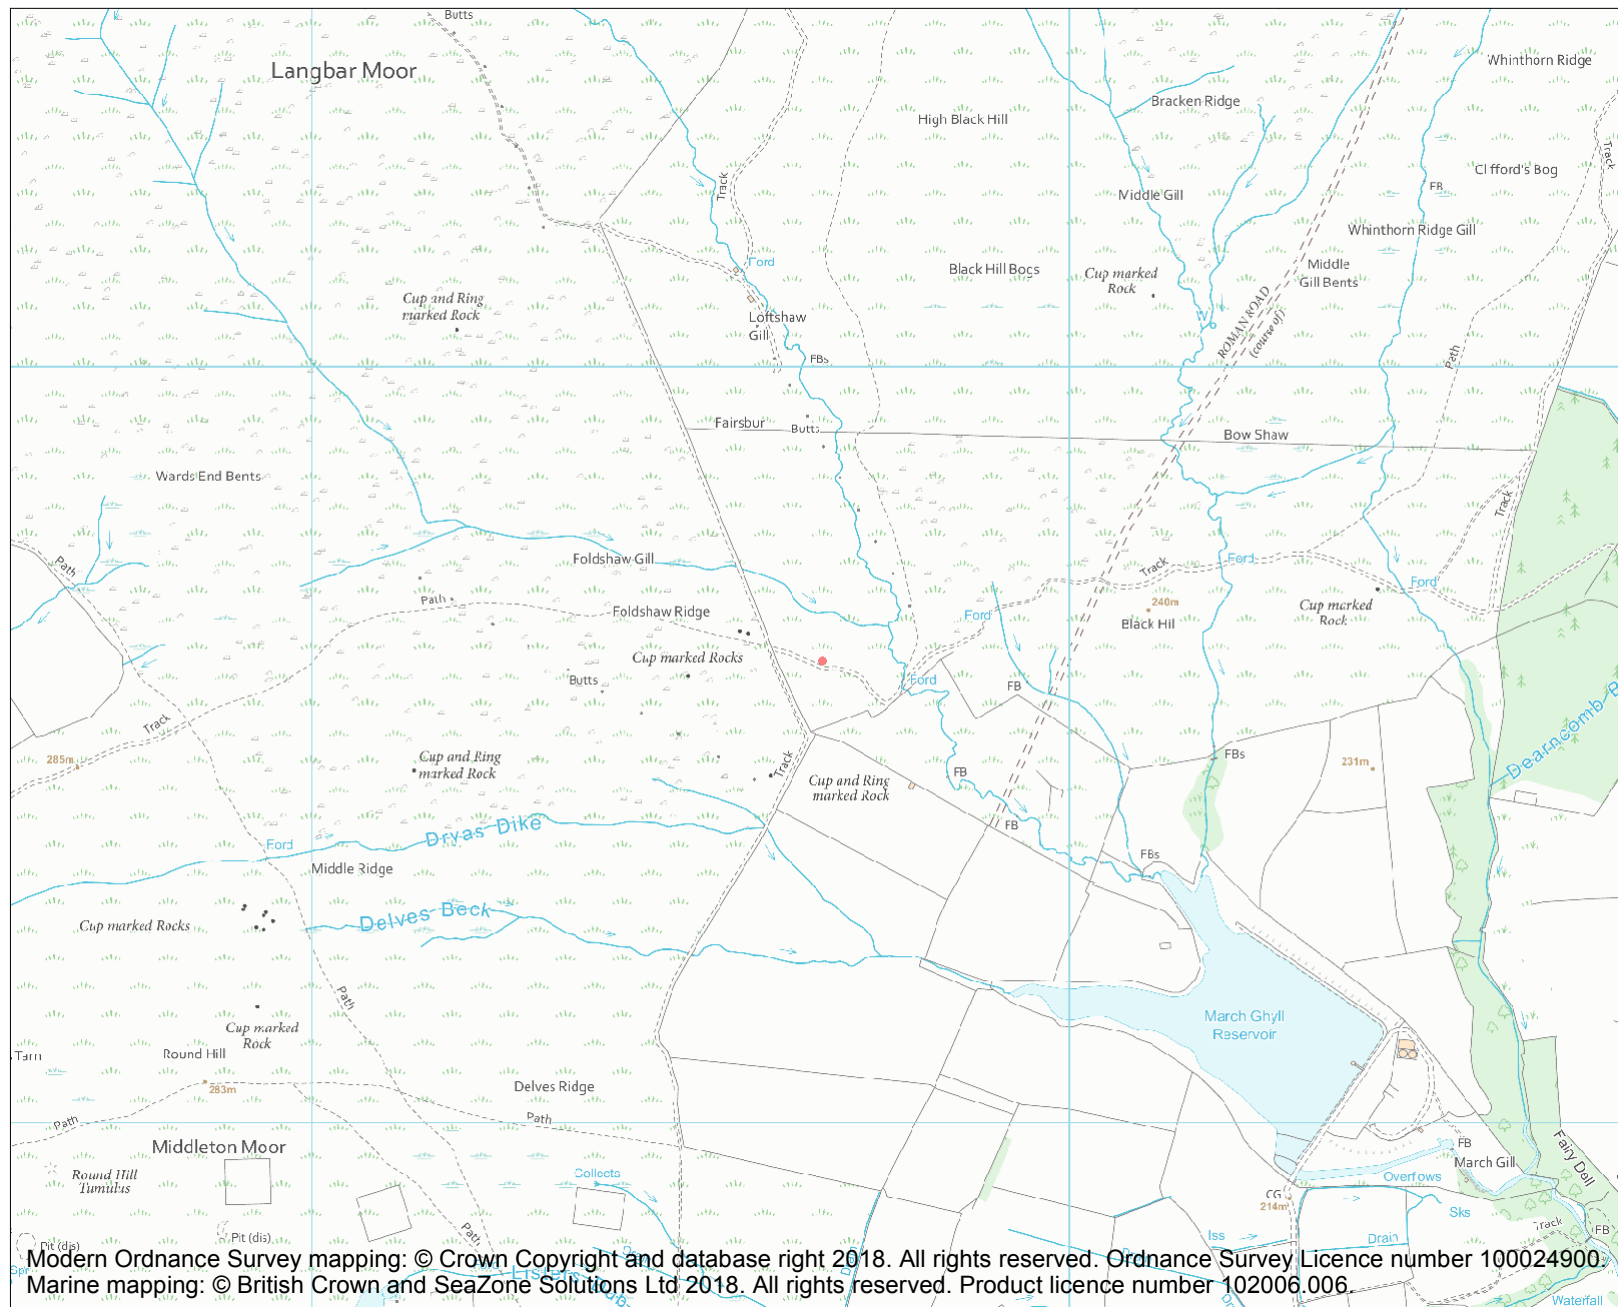 Butts
Langbar Moor
Whinthorn Ridge
Bracken Ridge
High Black Hill
Track
Clifford's Bog
Track
FB
Middle Gill
Whinthorn Ridge Gill
Ford
Black Hill Bogs
Cup marked
Rock
Middle
Gill Bents
Cup and Ring
marked Rock
ROMAN ROAD
(course of)
Loftshaw
Gill
FBs
Path
Fairsbur
Butts
Bow Shaw
Wards End Bents
Track
Foldshaw Gill
Ford
Track
Path
Ford
Path
240m
Foldshaw Ridge
Ford
Cup marked
Rock
Black Hil
Cup marked Rocks
Butts
Ford
FB
Dearncomb B
Track
285m
Cup and Ring
marked Rock
Track
FBs
231m
Cup and Ring
marked Rock
FB
Dryas Dike
FB
Ford
FBs
Middle Ridge
Delves Beck
Cup marked Rocks
Path
March Ghyll
Reservoir
Cup marked
Rock
Tarn
Round Hill
283m
Delves Ridge
Path
Path
Middleton Moor
FB
March Gill
Fairy Dell
Round Hill
Tumulus
Collects
Overfows
CG
214m
Sks
Track
FB
Path
Iss
Drain
Pit (dis)
Pit (dis)
Spr
Drain
Drain
Modern Ordnance Survey mapping: © Crown Copyright and database right 2018. All rights reserved. Ordnance Survey Licence number 100024900.
Marine mapping: © British Crown and SeaZone Solutions Ltd 2018. All rights reserved. Product licence number 102006.006.
Waterfall